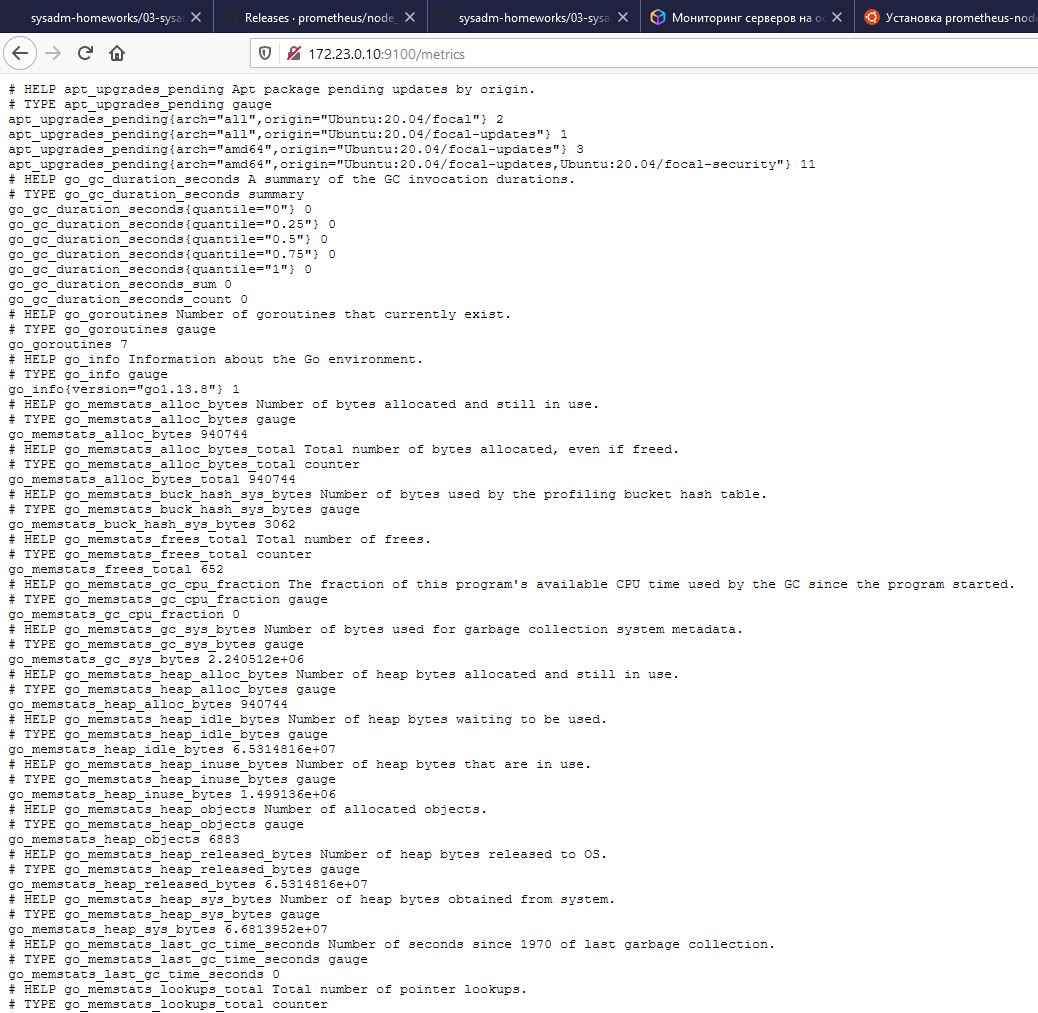 sysadm-homeworks/03-sysa
Releases · prometheus/node_
sysadm-homeworks/03-sysa
Мониторинг серверов на о
Установка prometheus-nod
172.23.0.10:9100/metrics
# HELP apt_upgrades_pending Apt package pending updates by origin.
# TYPE apt_upgrades_pending gauge
apt_upgrades_pending{arch="all",origin="Ubuntu:20.04/focal"} 2
apt_upgrades_pending{arch="all",origin="Ubuntu:20.04/focal-updates"} 1
apt_upgrades_pending{arch="amd64",origin="Ubuntu:20.04/focal-updates"} 3
apt_upgrades_pending{arch="amd64",origin="Ubuntu:20.04/focal-updates,Ubuntu:20.04/focal-security"} 11
# HELP go_gc_duration_seconds A summary of the GC invocation durations.
# TYPE go_gc_duration_seconds summary
go_gc_duration_seconds{quantile="0"} 0
go_gc_duration_seconds{quantile="0.25"} 0
go_gc_duration_seconds{quantile="0.5"} 0
go_gc_duration_seconds{quantile="0.75"} 0
go_gc_duration_seconds{quantile="1"} 0
go_gc_duration_seconds_sum 0
go_gc_duration_seconds_count 0
# HELP go_goroutines Number of goroutines that currently exist.
# TYPE go_goroutines gauge
go_goroutines 7
# HELP go_info Information about the Go environment.
# TYPE go_info gauge
go_info{version="go1.13.8"} 1
# HELP go_memstats_alloc_bytes Number of bytes allocated and still in use.
# TYPE go_memstats_alloc_bytes gauge
go_memstats_alloc_bytes 940744
# HELP go_memstats_alloc_bytes_total Total number of bytes allocated, even if freed.
# TYPE go_memstats_alloc_bytes_total counter
go_memstats_alloc_bytes_total 940744
# HELP go_memstats_buck_hash_sys_bytes Number of bytes used by the profiling bucket hash table.
# TYPE go_memstats_buck_hash_sys_bytes gauge
go_memstats_buck_hash_sys_bytes 3062
# HELP go_memstats_frees_total Total number of frees.
# TYPE go_memstats_frees_total counter
go_memstats_frees_total 652
# HELP go_memstats_gc_cpu_fraction The fraction of this program's available CPU time used by the GC since the program started.
# TYPE go_memstats_gc_cpu_fraction gauge
go_memstats_gc_cpu_fraction 0
# HELP go_memstats_gc_sys_bytes Number of bytes used for garbage collection system metadata.
# TYPE go_memstats_gc_sys_bytes gauge
go_memstats_gc_sys_bytes 2.240512e+06
# HELP go_memstats_heap_alloc_bytes Number of heap bytes allocated and still in use.
# TYPE go_memstats_heap_alloc_bytes gauge
go_memstats_heap_alloc_bytes 940744
# HELP go_memstats_heap_idle_bytes Number of heap bytes waiting to be used.
# TYPE go_memstats_heap_idle_bytes gauge
go_memstats_heap_idle_bytes 6.5314816e+07
# HELP go_memstats_heap_inuse_bytes Number of heap bytes that are in use.
# TYPE go_memstats_heap_inuse_bytes gauge
go_memstats_heap_inuse_bytes 1.499136e+06
# HELP go_memstats_heap_objects Number of allocated objects.
# TYPE go_memstats_heap_objects gauge
go_memstats_heap_objects 6883
# HELP go_memstats_heap_released_bytes Number of heap bytes released to OS.
# TYPE go_memstats_heap_released_bytes gauge
go_memstats_heap_released_bytes 6.5314816e+07
# HELP go_memstats_heap_sys_bytes Number of heap bytes obtained from system.
# TYPE go_memstats_heap_sys_bytes gauge
go_memstats_heap_sys_bytes 6.6813952e+07
# HELP go_memstats_last_gc_time_seconds Number of seconds since 1970 of last garbage collection.
# TYPE go_memstats_last_gc_time_seconds gauge
go_memstats_last_gc_time_seconds 0
# HELP go_memstats_lookups_total Total number of pointer lookups.
# TYPE go_memstats_lookups_total counter